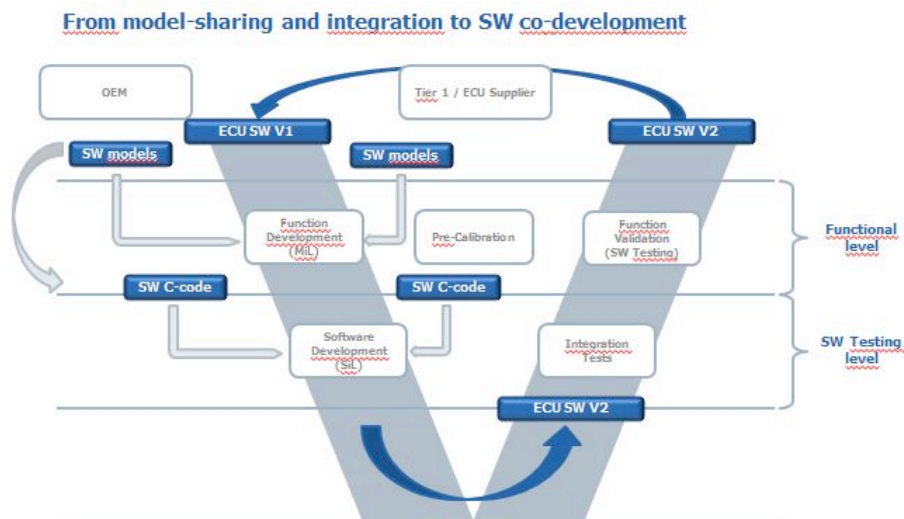 From model-sharing and integration to SW co-development
OEM
Tier 1 / ECU Supplier
ECU SW V1
ECU SW V2
SW models
SW models
Function
Development
(MiL)
Pre-Calibration
Function
Validation
(SW Testing)
Functional
level
SW C-code
SW C-code
Software
Development
(SiL)
Integration
Tests
SW Testing
level
ECU SW V2